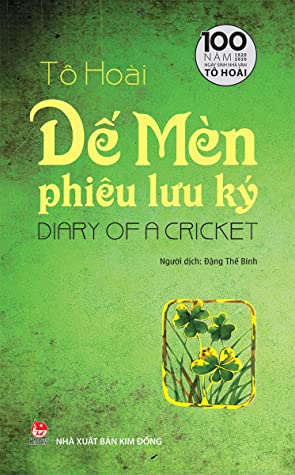 100
NĂM
1920
2020
NGÀY SINH NHÀ VĂN
TÔ HOÀI
Tô Hoài
Dế Mèn
phiêu lưu ký
DIARY OF A CRICKET
Người dịch: Đặng Thế Bính
NHÀ XUẤT BẢN KIM ĐỒNG